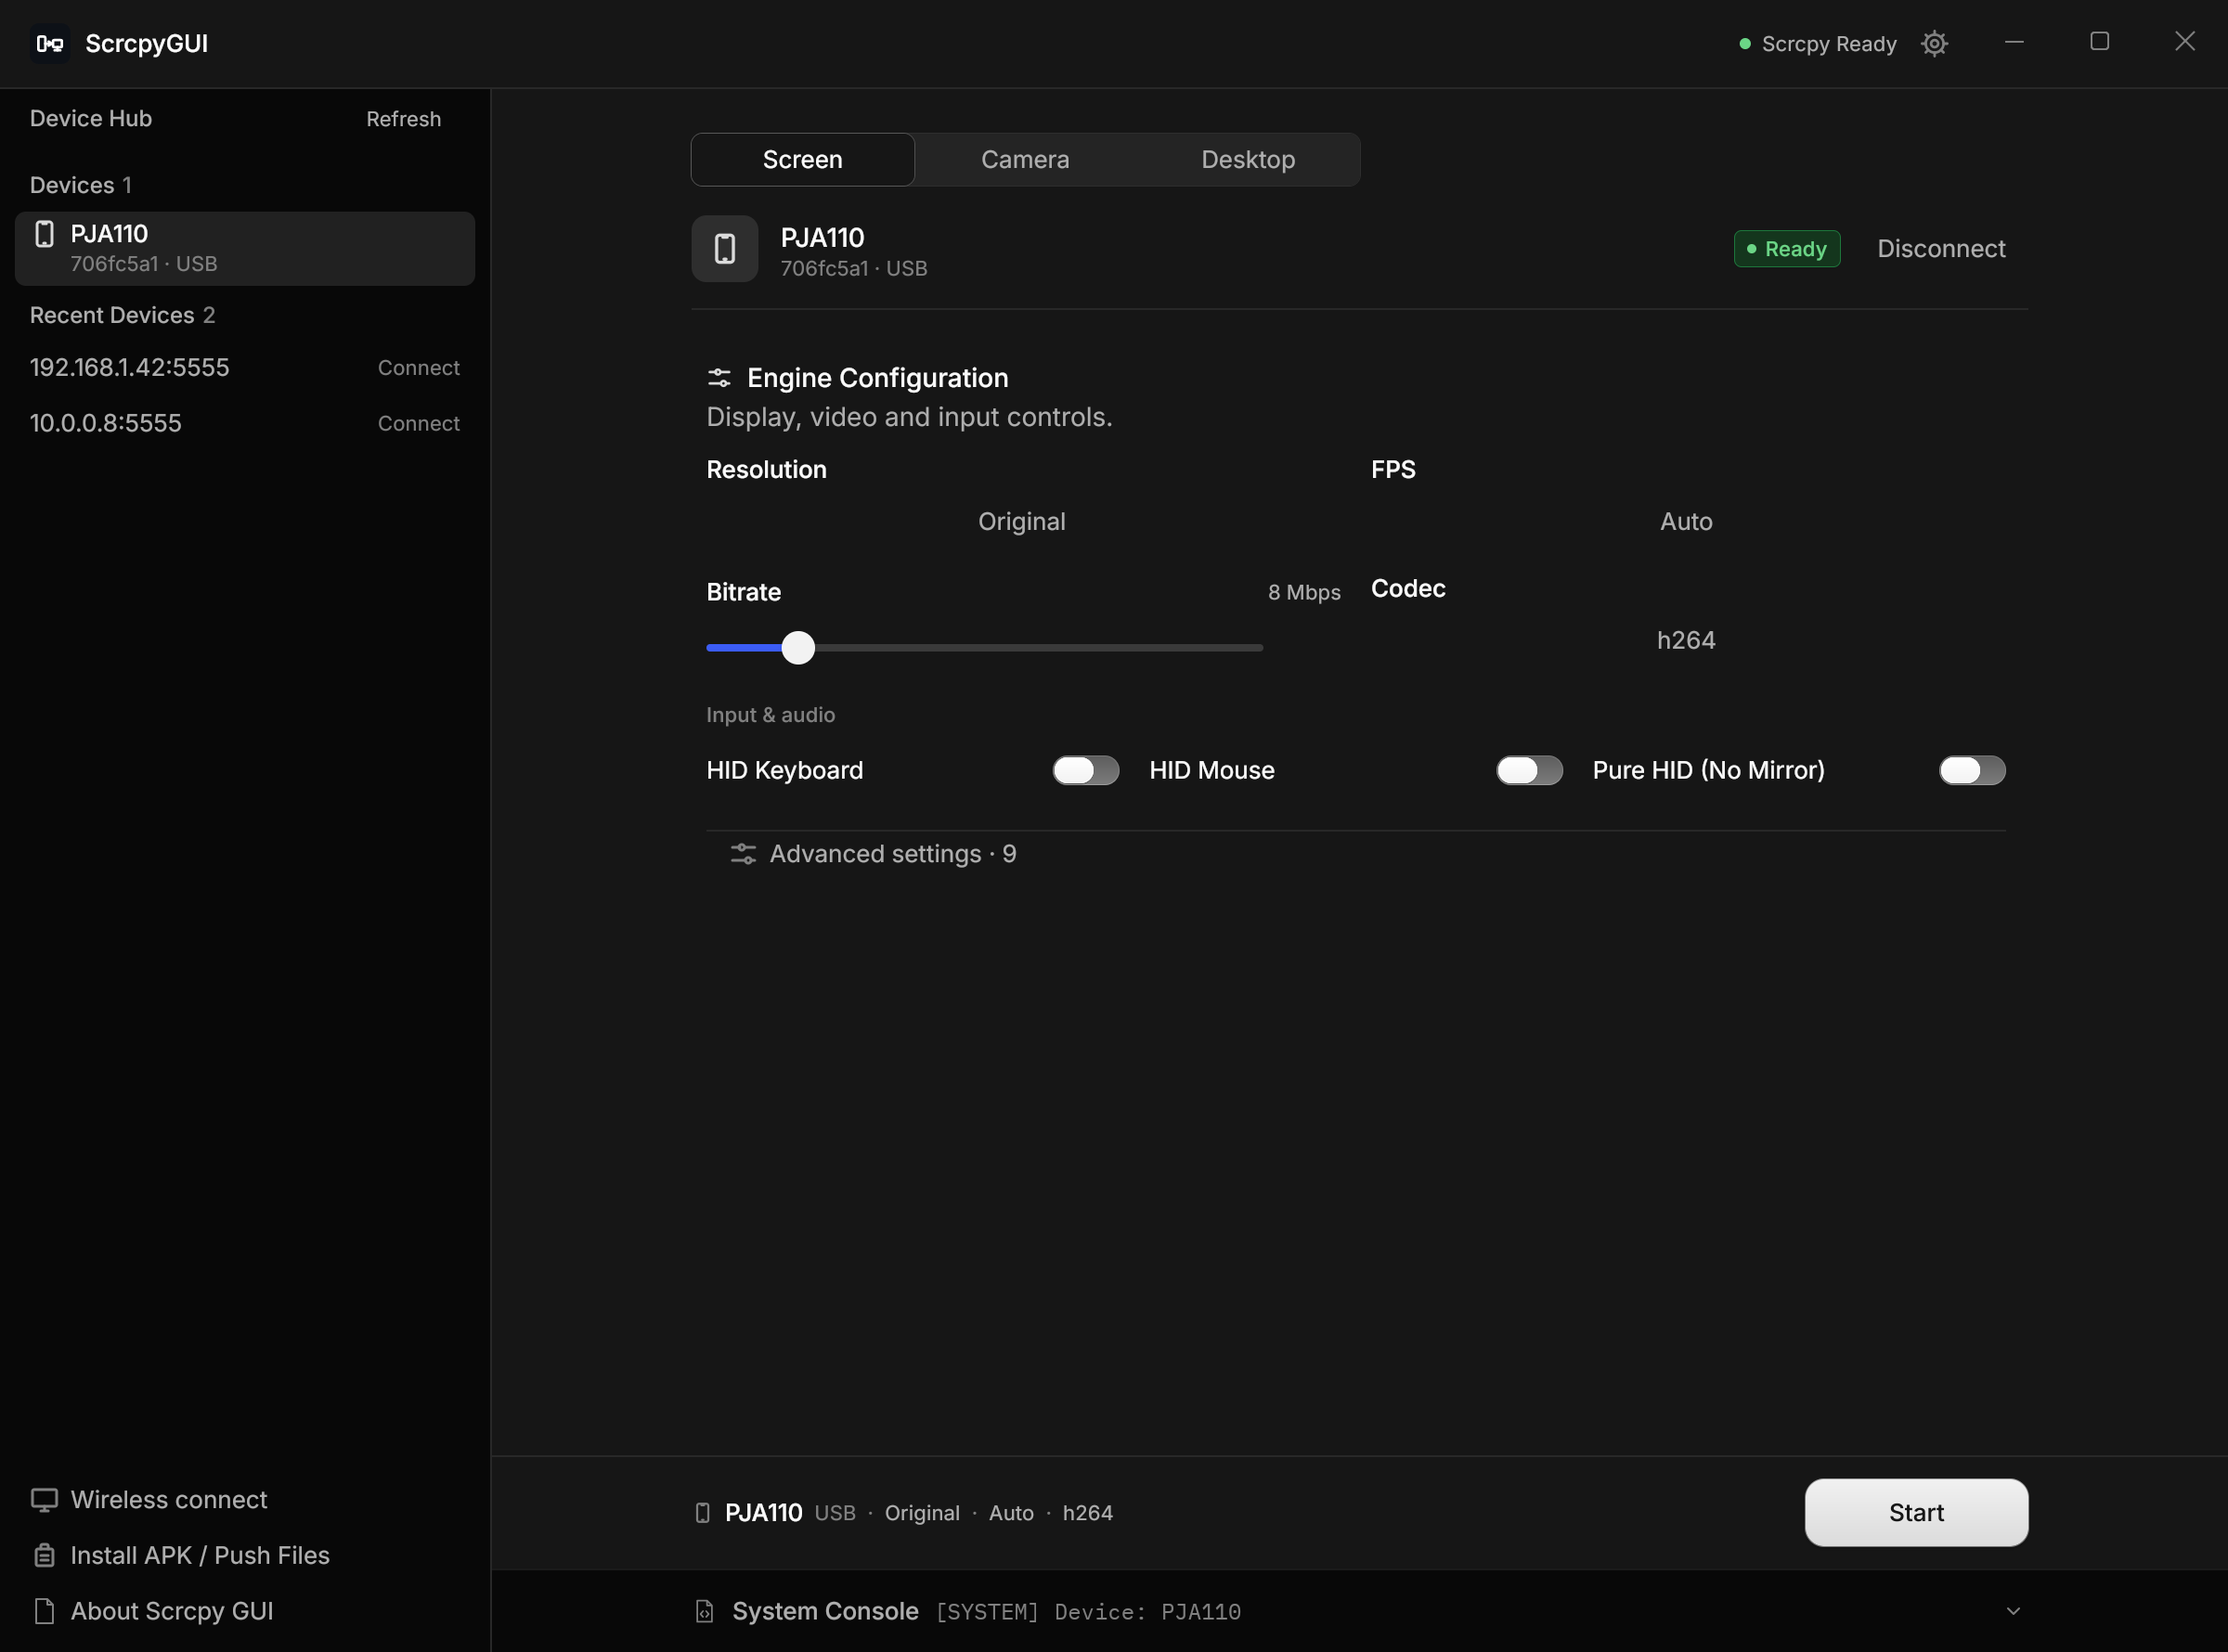 ScrcpyGUI
Scrcpy Ready
Device Hub
Refresh
Devices 1
PJA110
706fc5a1 · USB
Recent Devices 2
192.168.1.42:5555
Connect
10.0.0.8:5555
Connect
Wireless connect
Install APK / Push Files
About Scrcpy GUI
Screen
Camera
Desktop
PJA110
706fc5a1 · USB
Ready
Disconnect
Engine Configuration
Display, video and input controls.
Resolution
Original
FPS
Auto
Bitrate
8 Mbps
Codec
h264
Input & audio
HID Keyboard
HID Mouse
Pure HID (No Mirror)
Advanced settings · 9
PJA110 USB · Original · Auto · h264
Start
System Console [SYSTEM] Device: PJA110